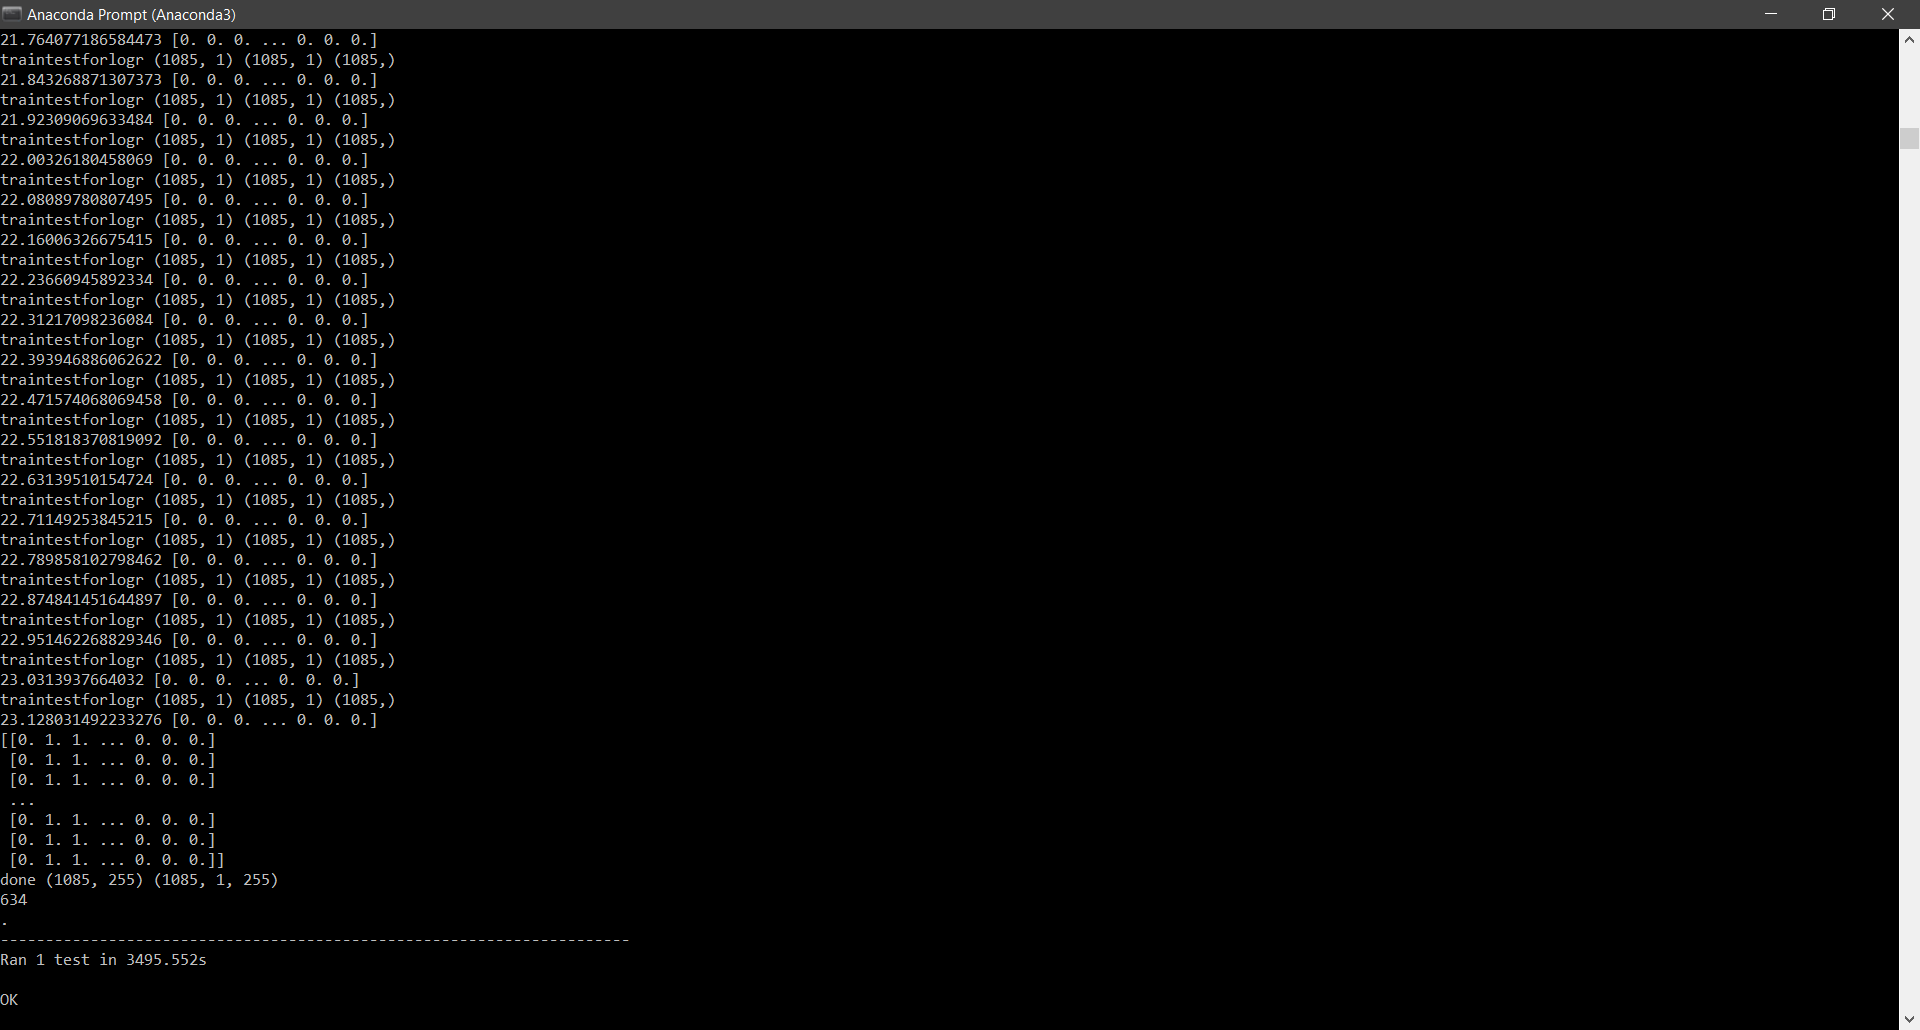 Anaconda Prompt (Anaconda3)
21.764077186584473 [0. 0. 0. ... 0. 0. 0.]
traintestforlogr (1085, 1) (1085, 1) (1085,)
21.843268871307373 [0. 0. 0. ... 0. 0. 0.]
traintestforlogr (1085, 1) (1085, 1) (1085,)
21.92309069633484 [0. 0. 0. ... 0. 0. 0.]
traintestforlogr (1085, 1) (1085, 1) (1085,)
22.00326180458069 [0. 0. 0. ... 0. 0. 0.]
traintestforlogr (1085, 1) (1085, 1) (1085,)
22.08089780807495 [0. 0. 0. ... 0. 0. 0.]
traintestforlogr (1085, 1) (1085, 1) (1085,)
22.16006326675415 [0. 0. 0. ... 0. 0. 0.]
traintestforlogr (1085, 1) (1085, 1) (1085,)
22.23660945892334 [0. 0. 0. ... 0. 0. 0.]
traintestforlogr (1085, 1) (1085, 1) (1085,)
22.31217098236084 [0. 0. 0. ... 0. 0. 0.]
traintestforlogr (1085, 1) (1085, 1) (1085,)
22.393946886062622 [0. 0. 0. ... 0. 0. 0.]
traintestforlogr (1085, 1) (1085, 1) (1085,)
22.471574068069458 [0. 0. 0. ... 0. 0. 0.]
traintestforlogr (1085, 1) (1085, 1) (1085,)
22.551818370819092 [0. 0. 0. ... 0. 0. 0.]
traintestforlogr (1085, 1) (1085, 1) (1085,)
22.63139510154724 [0. 0. 0. ... 0. 0. 0.]
traintestforlogr (1085, 1) (1085, 1) (1085,)
22.71149253845215 [0. 0. 0. ... 0. 0. 0.]
traintestforlogr (1085, 1) (1085, 1) (1085,)
22.789858102798462 [0. 0. 0. ... 0. 0. 0.]
traintestforlogr (1085, 1) (1085, 1) (1085,)
22.874841451644897 [0. 0. 0. ... 0. 0. 0.]
traintestforlogr (1085, 1) (1085, 1) (1085,)
22.951462268829346 [0. 0. 0. ... 0. 0. 0.]
traintestforlogr (1085, 1) (1085, 1) (1085,)
23.0313937664032 [0. 0. 0. ... 0. 0. 0.]
traintestforlogr (1085, 1) (1085, 1) (1085,)
23.128031492233276 [0. 0. 0. ... 0. 0. 0.]
[[0. 1. 1. ... 0. 0. 0.]
 [0. 1. 1. ... 0. 0. 0.]
 [0. 1. 1. ... 0. 0. 0.]
 ...
 [0. 1. 1. ... 0. 0. 0.]
 [0. 1. 1. ... 0. 0. 0.]
 [0. 1. 1. ... 0. 0. 0.]]
done (1085, 255) (1085, 1, 255)
634
.
----------------------------------------------------------------------
Ran 1 test in 3495.552s
OK